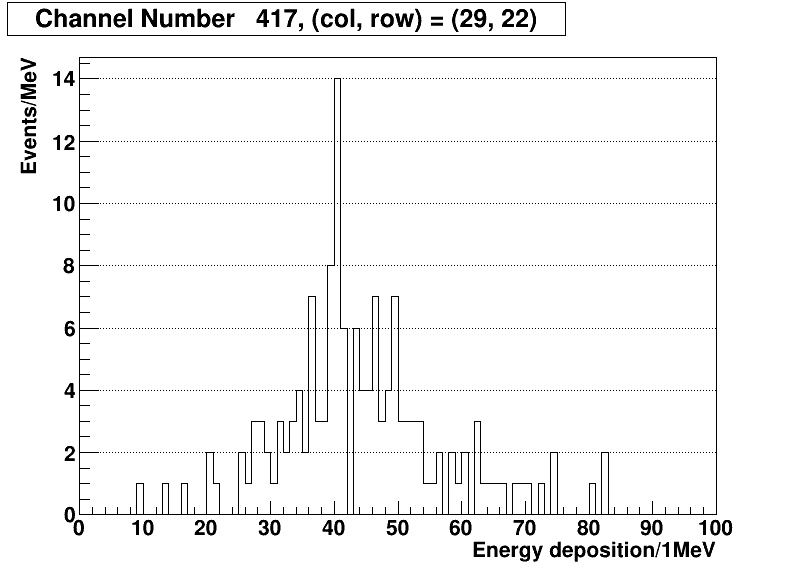 Channel Number 417, (col, row) = (29, 22)
Events/MeV
14
12
10
8
6
4
2
0
0 10 20 30 40 50 60 70 80 90 100
Energy deposition/1MeV